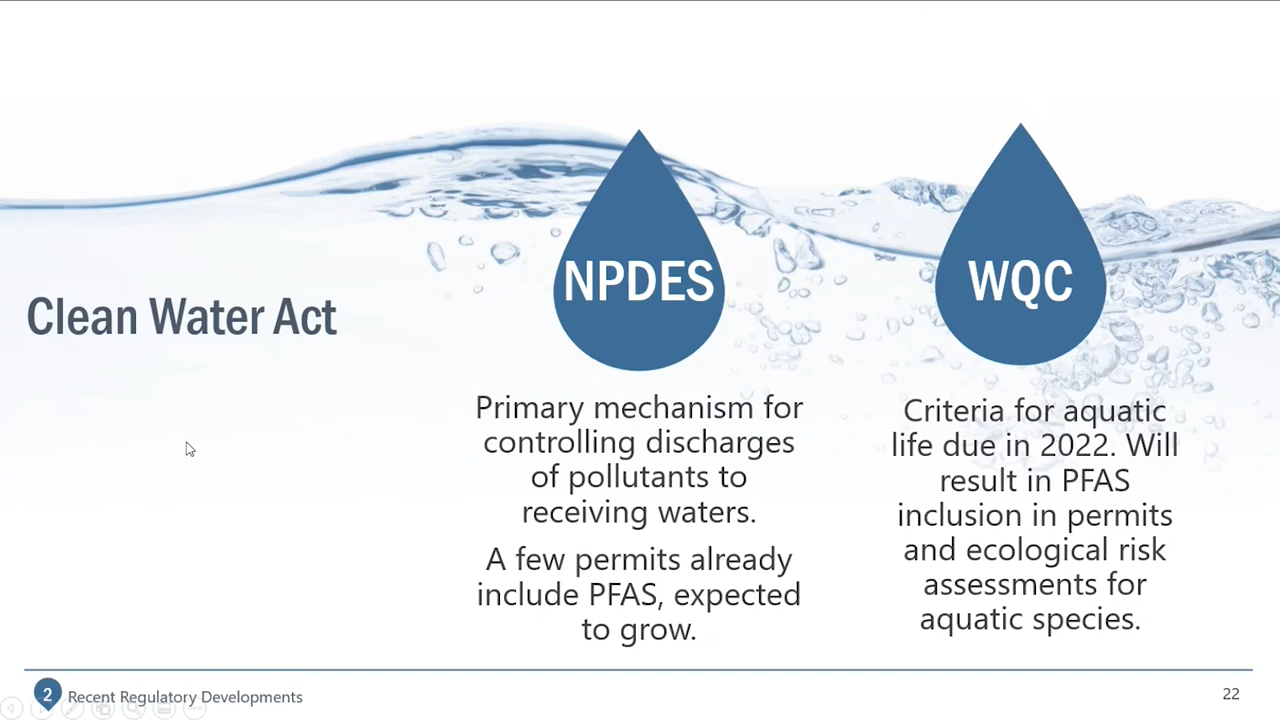 Clean Water Act
NPDES
Primary mechanism for
controlling discharges
of pollutants to
receiving waters.
A few permits already
include PFAS, expected
to grow.
WQC
Criteria for aquatic
life due in 2022. Will
result in PFAS
inclusion in permits
and ecological risk
assessments for
aquatic species.
2 Recent Regulatory Developments
22